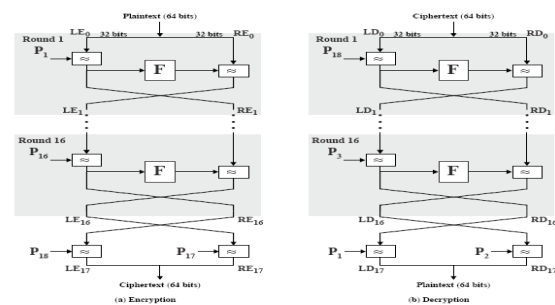 Plaintext (64 bits)
LE0 32 bits 32 bits RE0
Round 1
P1
≈
F
≈
LE1 RE1
Round 16
P16
≈
F
≈
LE16 RE16
P18 ≈ P17 ≈
LE17 RE17
Ciphertext (64 bits)
(a) Encryption
Ciphertext (64 bits)
LD0 32 bits 32 bits RD0
Round 1
P18
≈
F
≈
LD1 RD1
Round 16
P3
≈
F
≈
LD16 RD16
P1 ≈ P2 ≈
LD17 RD17
Plaintext (64 bits)
(b) Decryption